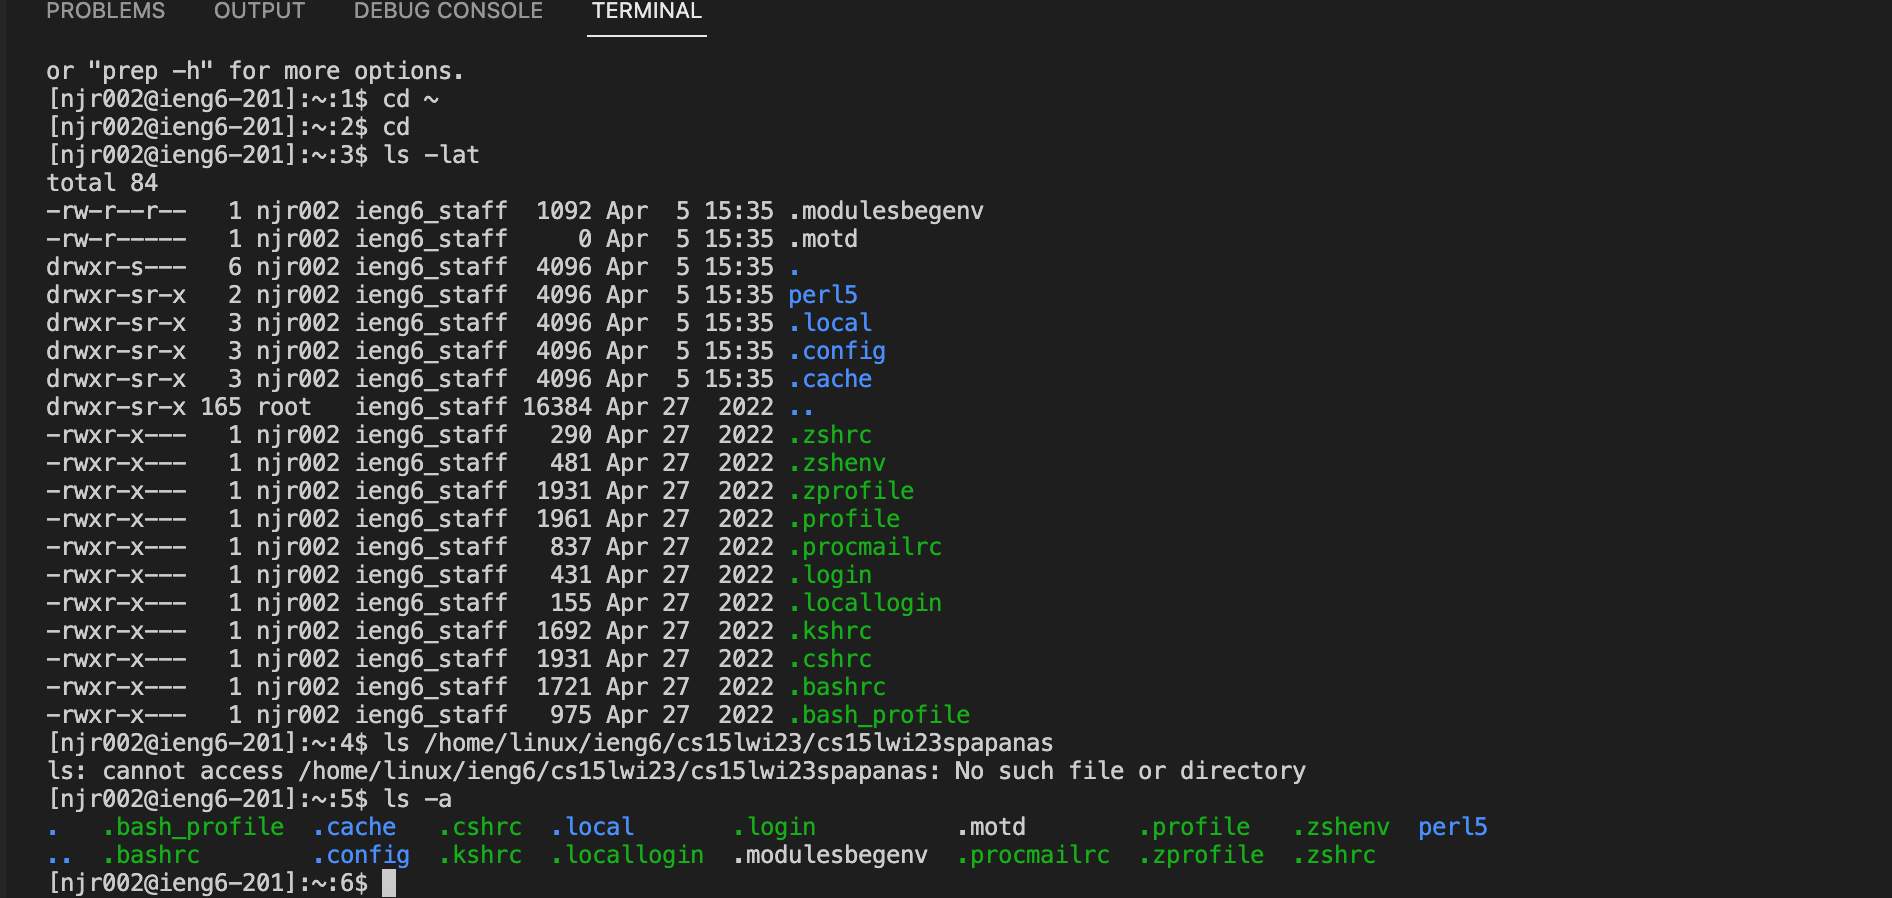 PROBLEMS OUTPUT DEBUG CONSOLE TERMINAL
or "prep -h" for more options.
[njr002@ieng6-201]:~:1$ cd ~
[njr002@ieng6-201]:~:2$ cd
[njr002@ieng6-201]:~:3$ ls -lat
total 84
-rw-r--r--   1 njr002 ieng6_staff  1092 Apr  5 15:35 .modulesbegenv
-rw-r-----   1 njr002 ieng6_staff     0 Apr  5 15:35 .motd
drwxr-s---   6 njr002 ieng6_staff  4096 Apr  5 15:35 .
drwxr-sr-x   2 njr002 ieng6_staff  4096 Apr  5 15:35 perl5
drwxr-sr-x   3 njr002 ieng6_staff  4096 Apr  5 15:35 .local
drwxr-sr-x   3 njr002 ieng6_staff  4096 Apr  5 15:35 .config
drwxr-sr-x   3 njr002 ieng6_staff  4096 Apr  5 15:35 .cache
drwxr-sr-x 165 root   ieng6_staff 16384 Apr 27  2022 ..
-rwxr-x---   1 njr002 ieng6_staff   290 Apr 27  2022 .zshrc
-rwxr-x---   1 njr002 ieng6_staff   481 Apr 27  2022 .zshenv
-rwxr-x---   1 njr002 ieng6_staff  1931 Apr 27  2022 .zprofile
-rwxr-x---   1 njr002 ieng6_staff  1961 Apr 27  2022 .profile
-rwxr-x---   1 njr002 ieng6_staff   837 Apr 27  2022 .procmailrc
-rwxr-x---   1 njr002 ieng6_staff   431 Apr 27  2022 .login
-rwxr-x---   1 njr002 ieng6_staff   155 Apr 27  2022 .locallogin
-rwxr-x---   1 njr002 ieng6_staff  1692 Apr 27  2022 .kshrc
-rwxr-x---   1 njr002 ieng6_staff  1931 Apr 27  2022 .cshrc
-rwxr-x---   1 njr002 ieng6_staff  1721 Apr 27  2022 .bashrc
-rwxr-x---   1 njr002 ieng6_staff   975 Apr 27  2022 .bash_profile
[njr002@ieng6-201]:~:4$ ls /home/linux/ieng6/cs15lwi23/cs15lwi23spapanas
ls: cannot access /home/linux/ieng6/cs15lwi23/cs15lwi23spapanas: No such file or directory
[njr002@ieng6-201]:~:5$ ls -a
.   .bash_profile  .cache   .cshrc  .local       .login          .motd        .profile   .zshenv  perl5
..  .bashrc        .config  .kshrc  .locallogin  .modulesbegenv  .procmailrc  .zprofile  .zshrc
[njr002@ieng6-201]:~:6$